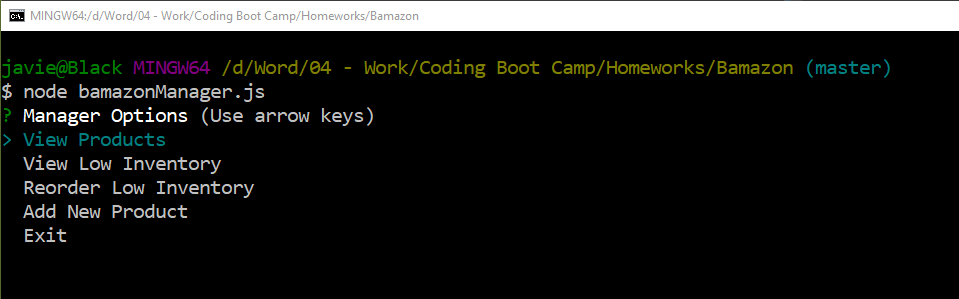 MINGW64:/d/Word/04 - Work/Coding Boot Camp/Homeworks/Bamazon
javie@Black MINGW64 /d/Word/04 - Work/Coding Boot Camp/Homeworks/Bamazon (master)
$ node bamazonManager.js
? Manager Options (Use arrow keys)
> View Products
View Low Inventory
Reorder Low Inventory
Add New Product
Exit